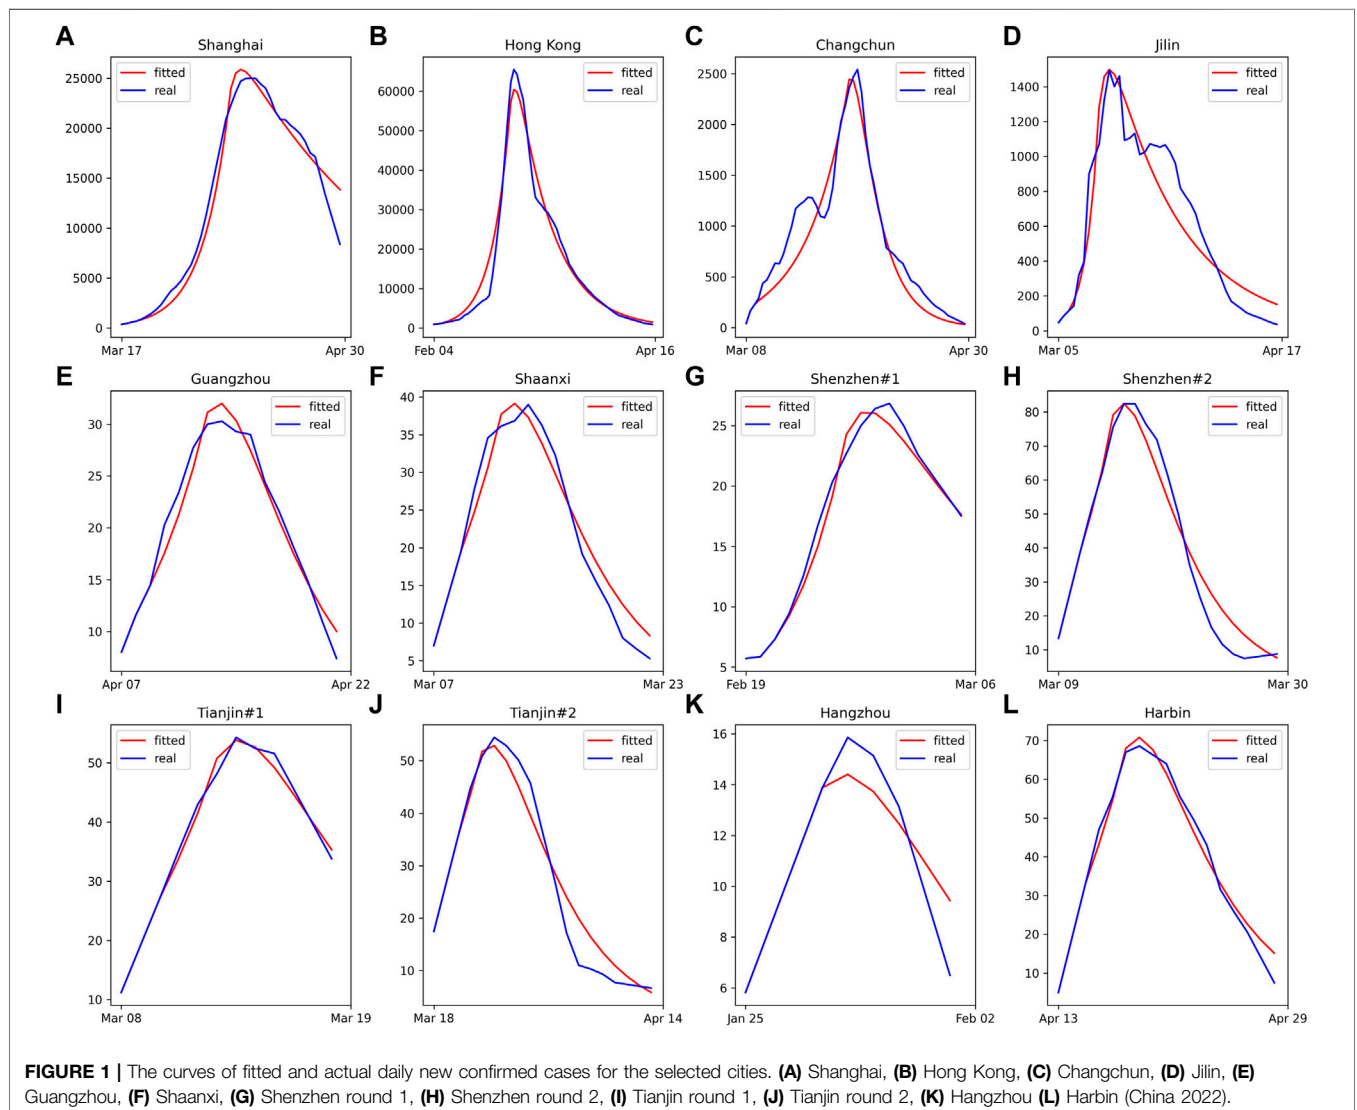 A B C D
Shanghai Hong Kong Changchun Jilin
fitted fitted fitted fitted
real real real real
25000 20000 15000 10000 5000 0
60000 50000 40000 30000 20000 10000 0
2500 2000 1500 1000 500 0
1400 1200 1000 800 600 400 200 0
Mar 17 Apr 30 Feb 04 Apr 16 Mar 08 Apr 30 Mar 05 Apr 17
E F G H
Guangzhou Shaanxi Shenzhen#1 Shenzhen#2
fitted fitted fitted fitted
real real real real
30 25 20 15 10
40 35 30 25 20 15 10 5
25 20 15 10 5
80 70 60 50 40 30 20 10
Apr 07 Apr 22 Mar 07 Mar 23 Feb 19 Mar 06 Mar 09 Mar 30
I J K L
Tianjin#1 Tianjin#2 Hangzhou Harbin
fitted fitted fitted fitted
real real real real
50 40 30 20 10
50 40 30 20 10
16 14 12 10 8 6
70 60 50 40 30 20 10
Mar 08 Mar 19 Mar 18 Apr 14 Jan 25 Feb 02 Apr 13 Apr 29
FIGURE 1 | The curves of fitted and actual daily new confirmed cases for the selected cities. (A) Shanghai, (B) Hong Kong, (C) Changchun, (D) Jilin, (E)
Guangzhou, (F) Shaanxi, (G) Shenzhen round 1, (H) Shenzhen round 2, (I) Tianjin round 1, (J) Tianjin round 2, (K) Hangzhou (L) Harbin (China 2022).